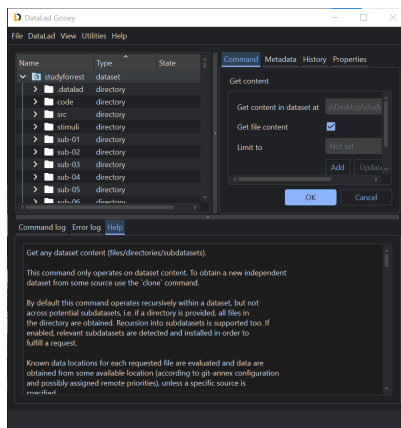 DataLad Gooey
File DataLad View Utilities Help
Name Type State
studyforrest dataset
.datalad directory
code directory
src directory
stimuli directory
sub-01 directory
sub-02 directory
sub-03 directory
sub-04 directory
sub-05 directory
sub-06 directory
Command Metadata History Properties
Get content
Get content in dataset at \Desktop\study
Get file content
Limit to Not set
Add Update
OK Cancel
Command log Error log Help
Get any dataset content (files/directories/subdatasets).
This command only operates on dataset content. To obtain a new independent
dataset from some source use the `clone` command.
By default this command operates recursively within a dataset, but not
across potential subdatasets, i.e. if a directory is provided, all files in
the directory are obtained. Recursion into subdatasets is supported too. If
enabled, relevant subdatasets are detected and installed in order to
fulfill a request.
Known data locations for each requested file are evaluated and data are
obtained from some available location (according to git-annex configuration
and possibly assigned remote priorities), unless a specific source is
specified.